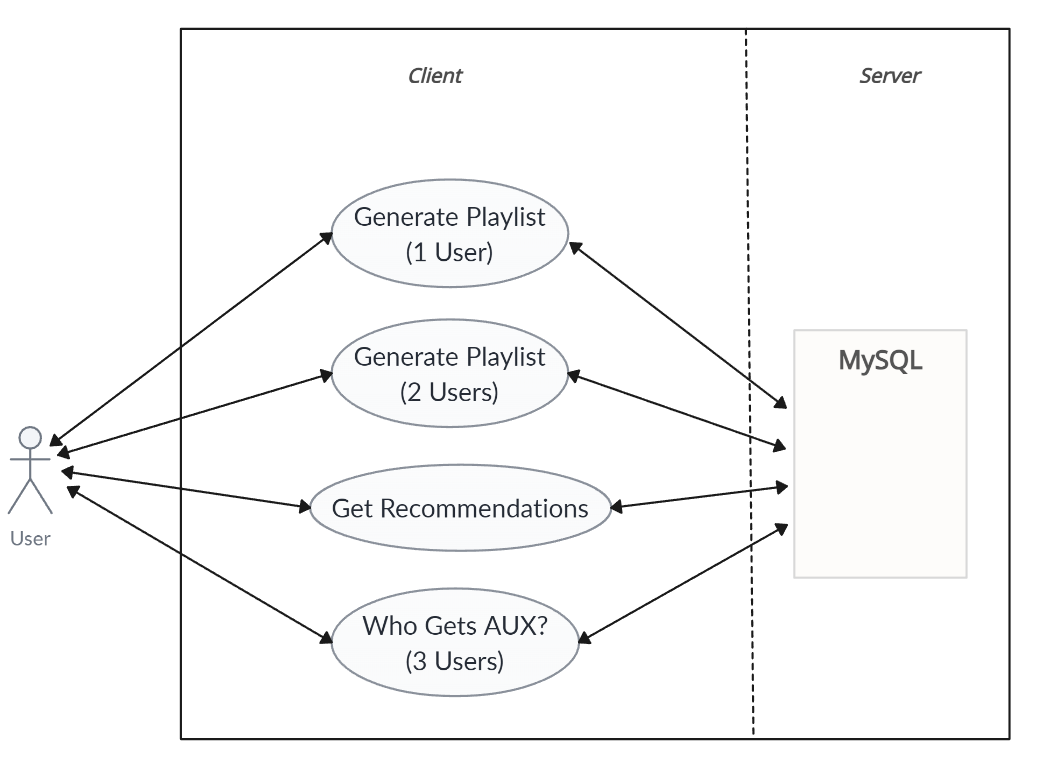 Client
Server
Generate Playlist
(1 User)
Generate Playlist
(2 Users)
MySQL
Get Recommendations
User
Who Gets AUX?
(3 Users)